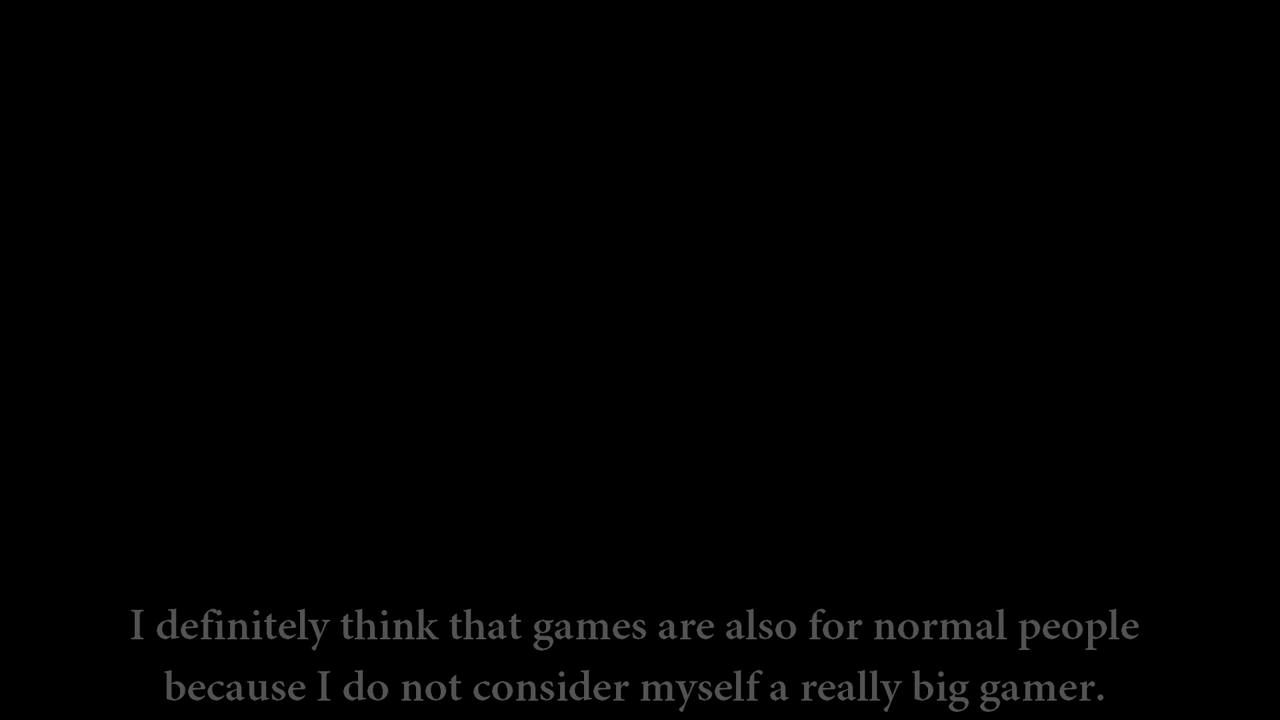 I definitely think that games are also for normal people
because I do not consider myself a really big gamer.